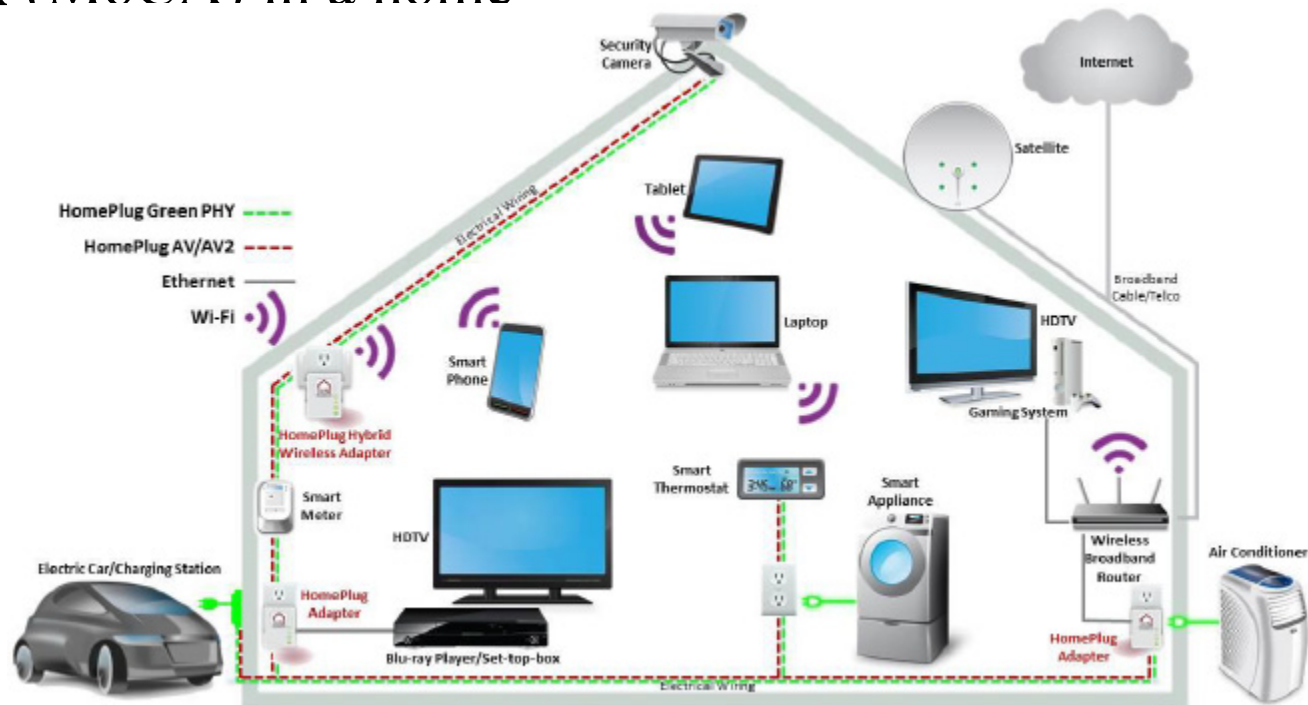 Security
Camera
Internet
Satellite
Tablet
HomePlug Green PHY
HomePlug AV/AV2
Ethernet
Wi-Fi
Electrical Wiring
Broadband
Cable/Telco
Laptop
HDTV
Smart
Phone
Gaming System
HomePlug Hybrid
Wireless Adapter
Smart
Meter
HDTV
Smart
Thermostat
3:45 68°
Smart
Appliance
Wireless
Broadband
Router
Air Conditioner
Electric Car/Charging Station
HomePlug
Adapter
Blu-ray Player/Set-top-box
HomePlug
Adapter
Electrical Wiring